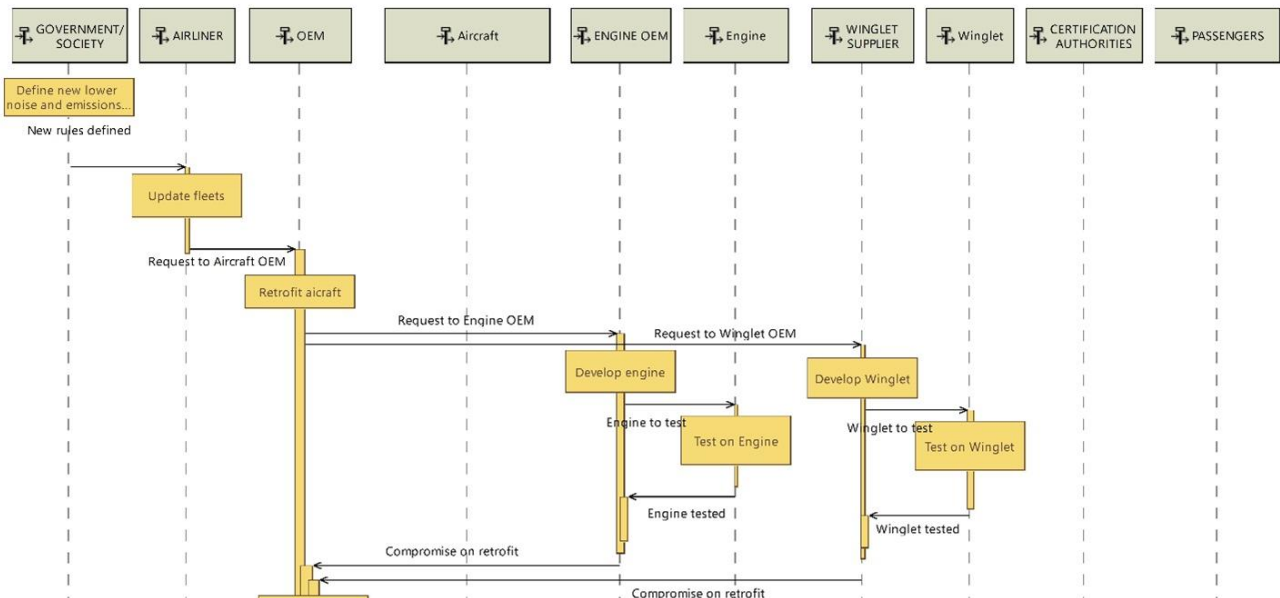 GOVERNMENT/
SOCIETY
AIRLINER
OEM
Aircraft
ENGINE OEM
Engine
WINGLET
SUPPLIER
Winglet
CERTIFICATION
AUTHORITIES
PASSENGERS
Define new lower
noise and emissions...
New rules defined
Update fleets
Request to Aircraft OEM
Retrofit aicraft
Request to Engine OEM
Request to Winglet OEM
Develop engine
Develop Winglet
Engine to test
Winglet to test
Test on Engine
Test on Winglet
Engine tested
Winglet tested
Compromise on retrofit
Compromise on retrofit